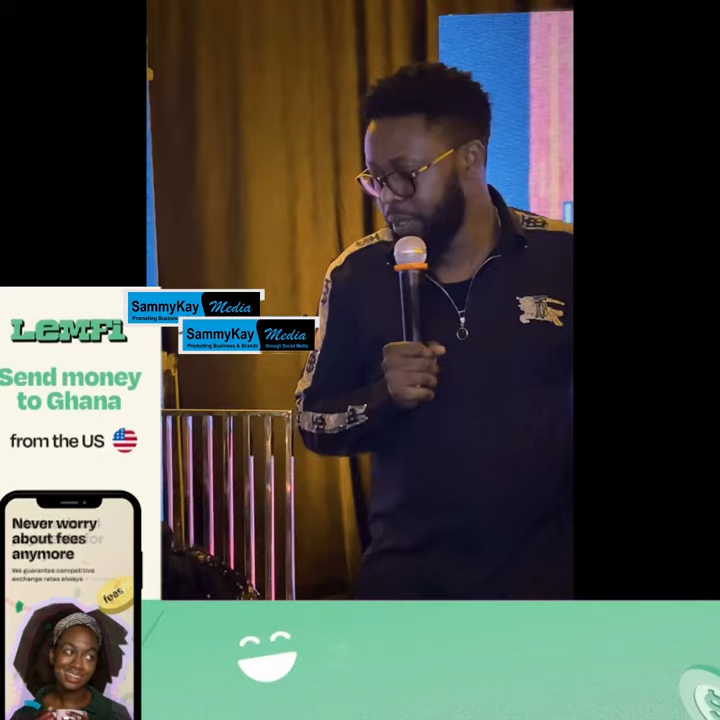 SammyKay Media
Promoting Busine
SammyKay Media
Promoting Business & Brands through Social Media
LEMFi
Send money
to Ghana
from the US
Never worry
about fees
anymore
We guarantee competitive
exchange rates always
fees